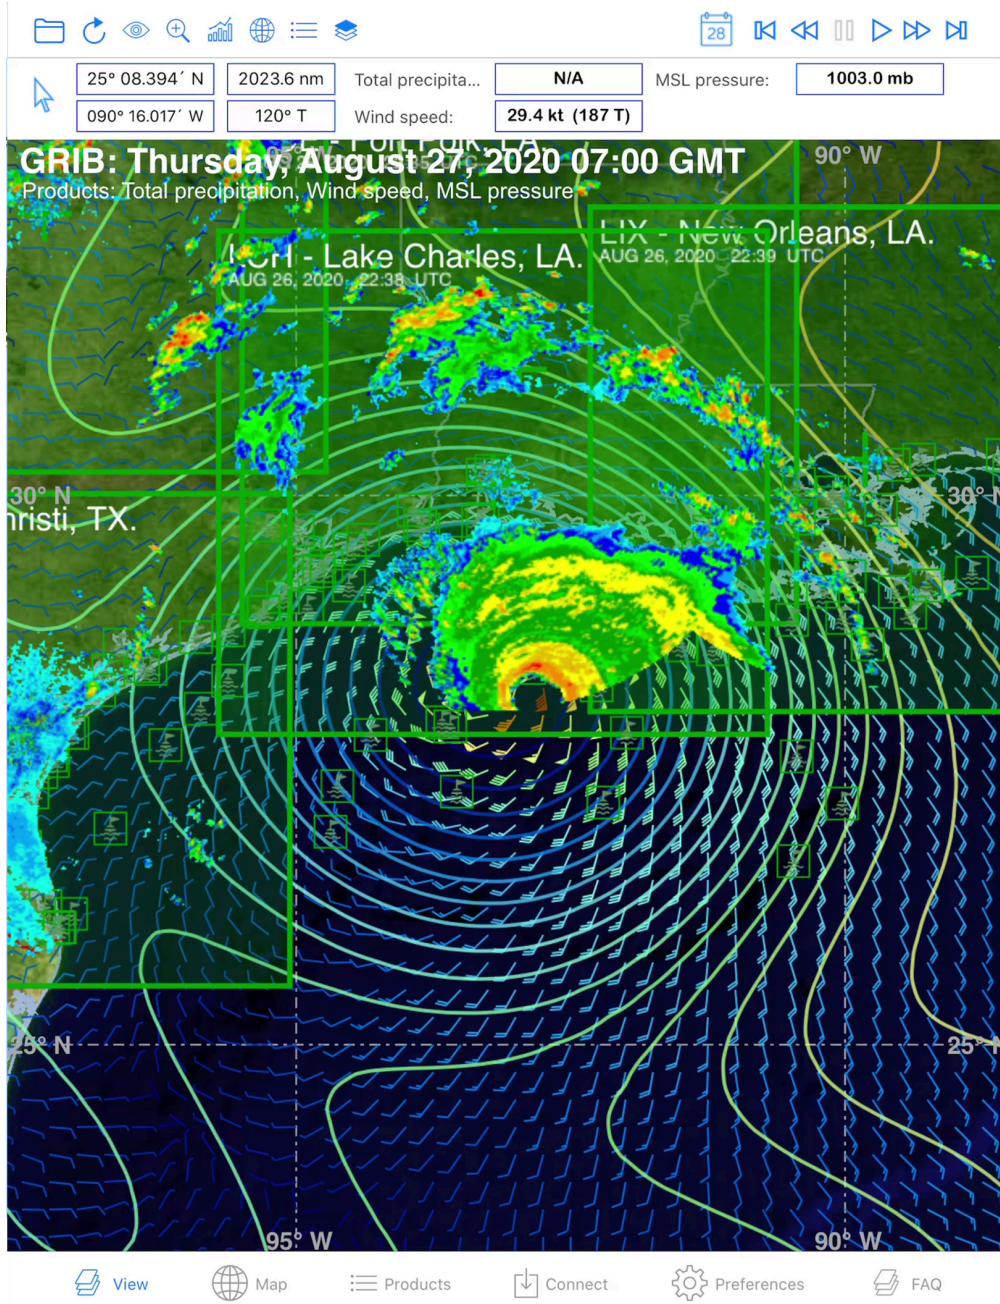 28
25° 08.394´ N
2023.6 nm
Total precipita...
N/A
MSL pressure:
1003.0 mb
090° 16.017´ W
120° T
Wind speed:
29.4 kt (187 T)
GRIB: Thursday, August 27, 2020 07:00 GMT
90° W
Products: Total precipitation, Wind speed, MSL pressure
LIX - New Orleans, LA.
AUG 26, 2020 22:39 UTC
LCH - Lake Charles, LA.
AUG 26, 2020 22:38 UTC
30° N
30° N
hristi, TX.
25° N
25° N
95° W
90° W
View
Map
Products
Connect
Preferences
FAQ